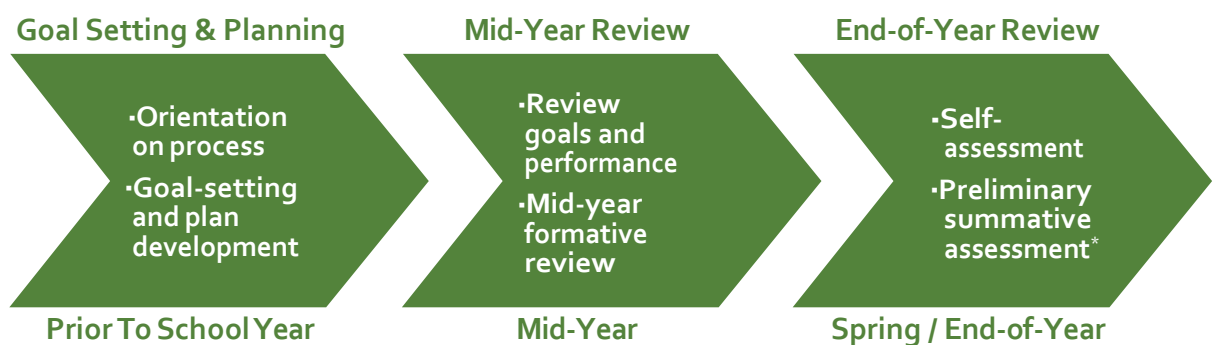 Goal Setting & Planning
▪Orientation
on process
▪Goal-setting
and plan
development
Prior To School Year
Mid-Year Review
▪Review
goals and
performance
▪Mid-year
formative
review
Mid-Year
End-of-Year Review
▪Self-
assessment
▪Preliminary
summative
assessment*
Spring / End-of-Year